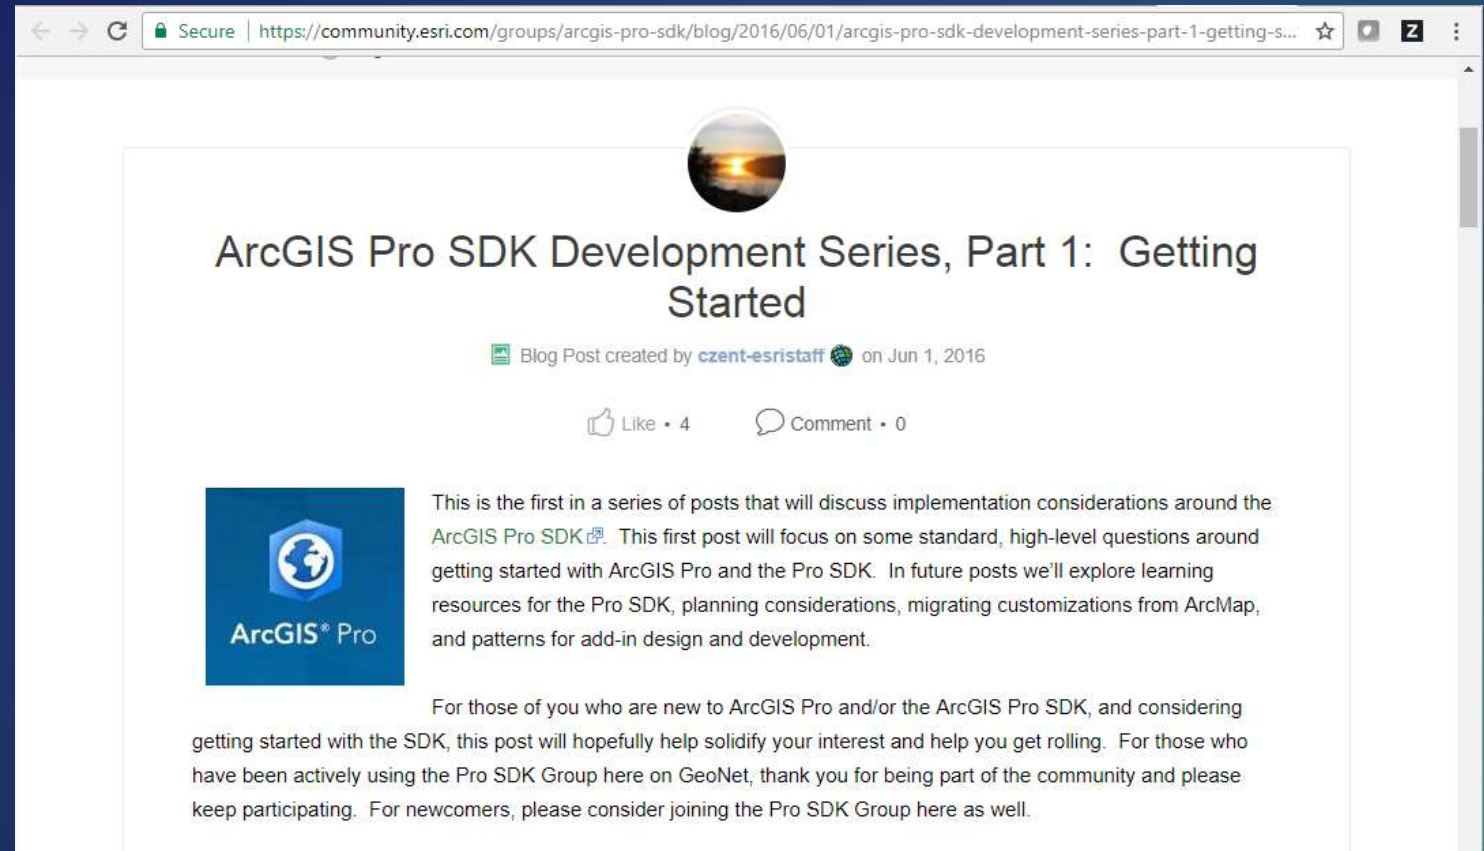 Secure | https://community.esri.com/groups/arcgis-pro-sdk/blog/2016/06/01/arcgis-pro-sdk-development-series-part-1-getting-s...
Z
ArcGIS Pro SDK Development Series, Part 1: Getting
Started
Blog Post created by czent-esristaff on Jun 1, 2016
Like • 4 Comment • 0
This is the first in a series of posts that will discuss implementation considerations around the
ArcGIS Pro SDK. This first post will focus on some standard, high-level questions around
getting started with ArcGIS Pro and the Pro SDK. In future posts we'll explore learning
resources for the Pro SDK, planning considerations, migrating customizations from ArcMap,
and patterns for add-in design and development.
ArcGIS® Pro
For those of you who are new to ArcGIS Pro and/or the ArcGIS Pro SDK, and considering
getting started with the SDK, this post will hopefully help solidify your interest and help you get rolling. For those who
have been actively using the Pro SDK Group here on GeoNet, thank you for being part of the community and please
keep participating. For newcomers, please consider joining the Pro SDK Group here as well.